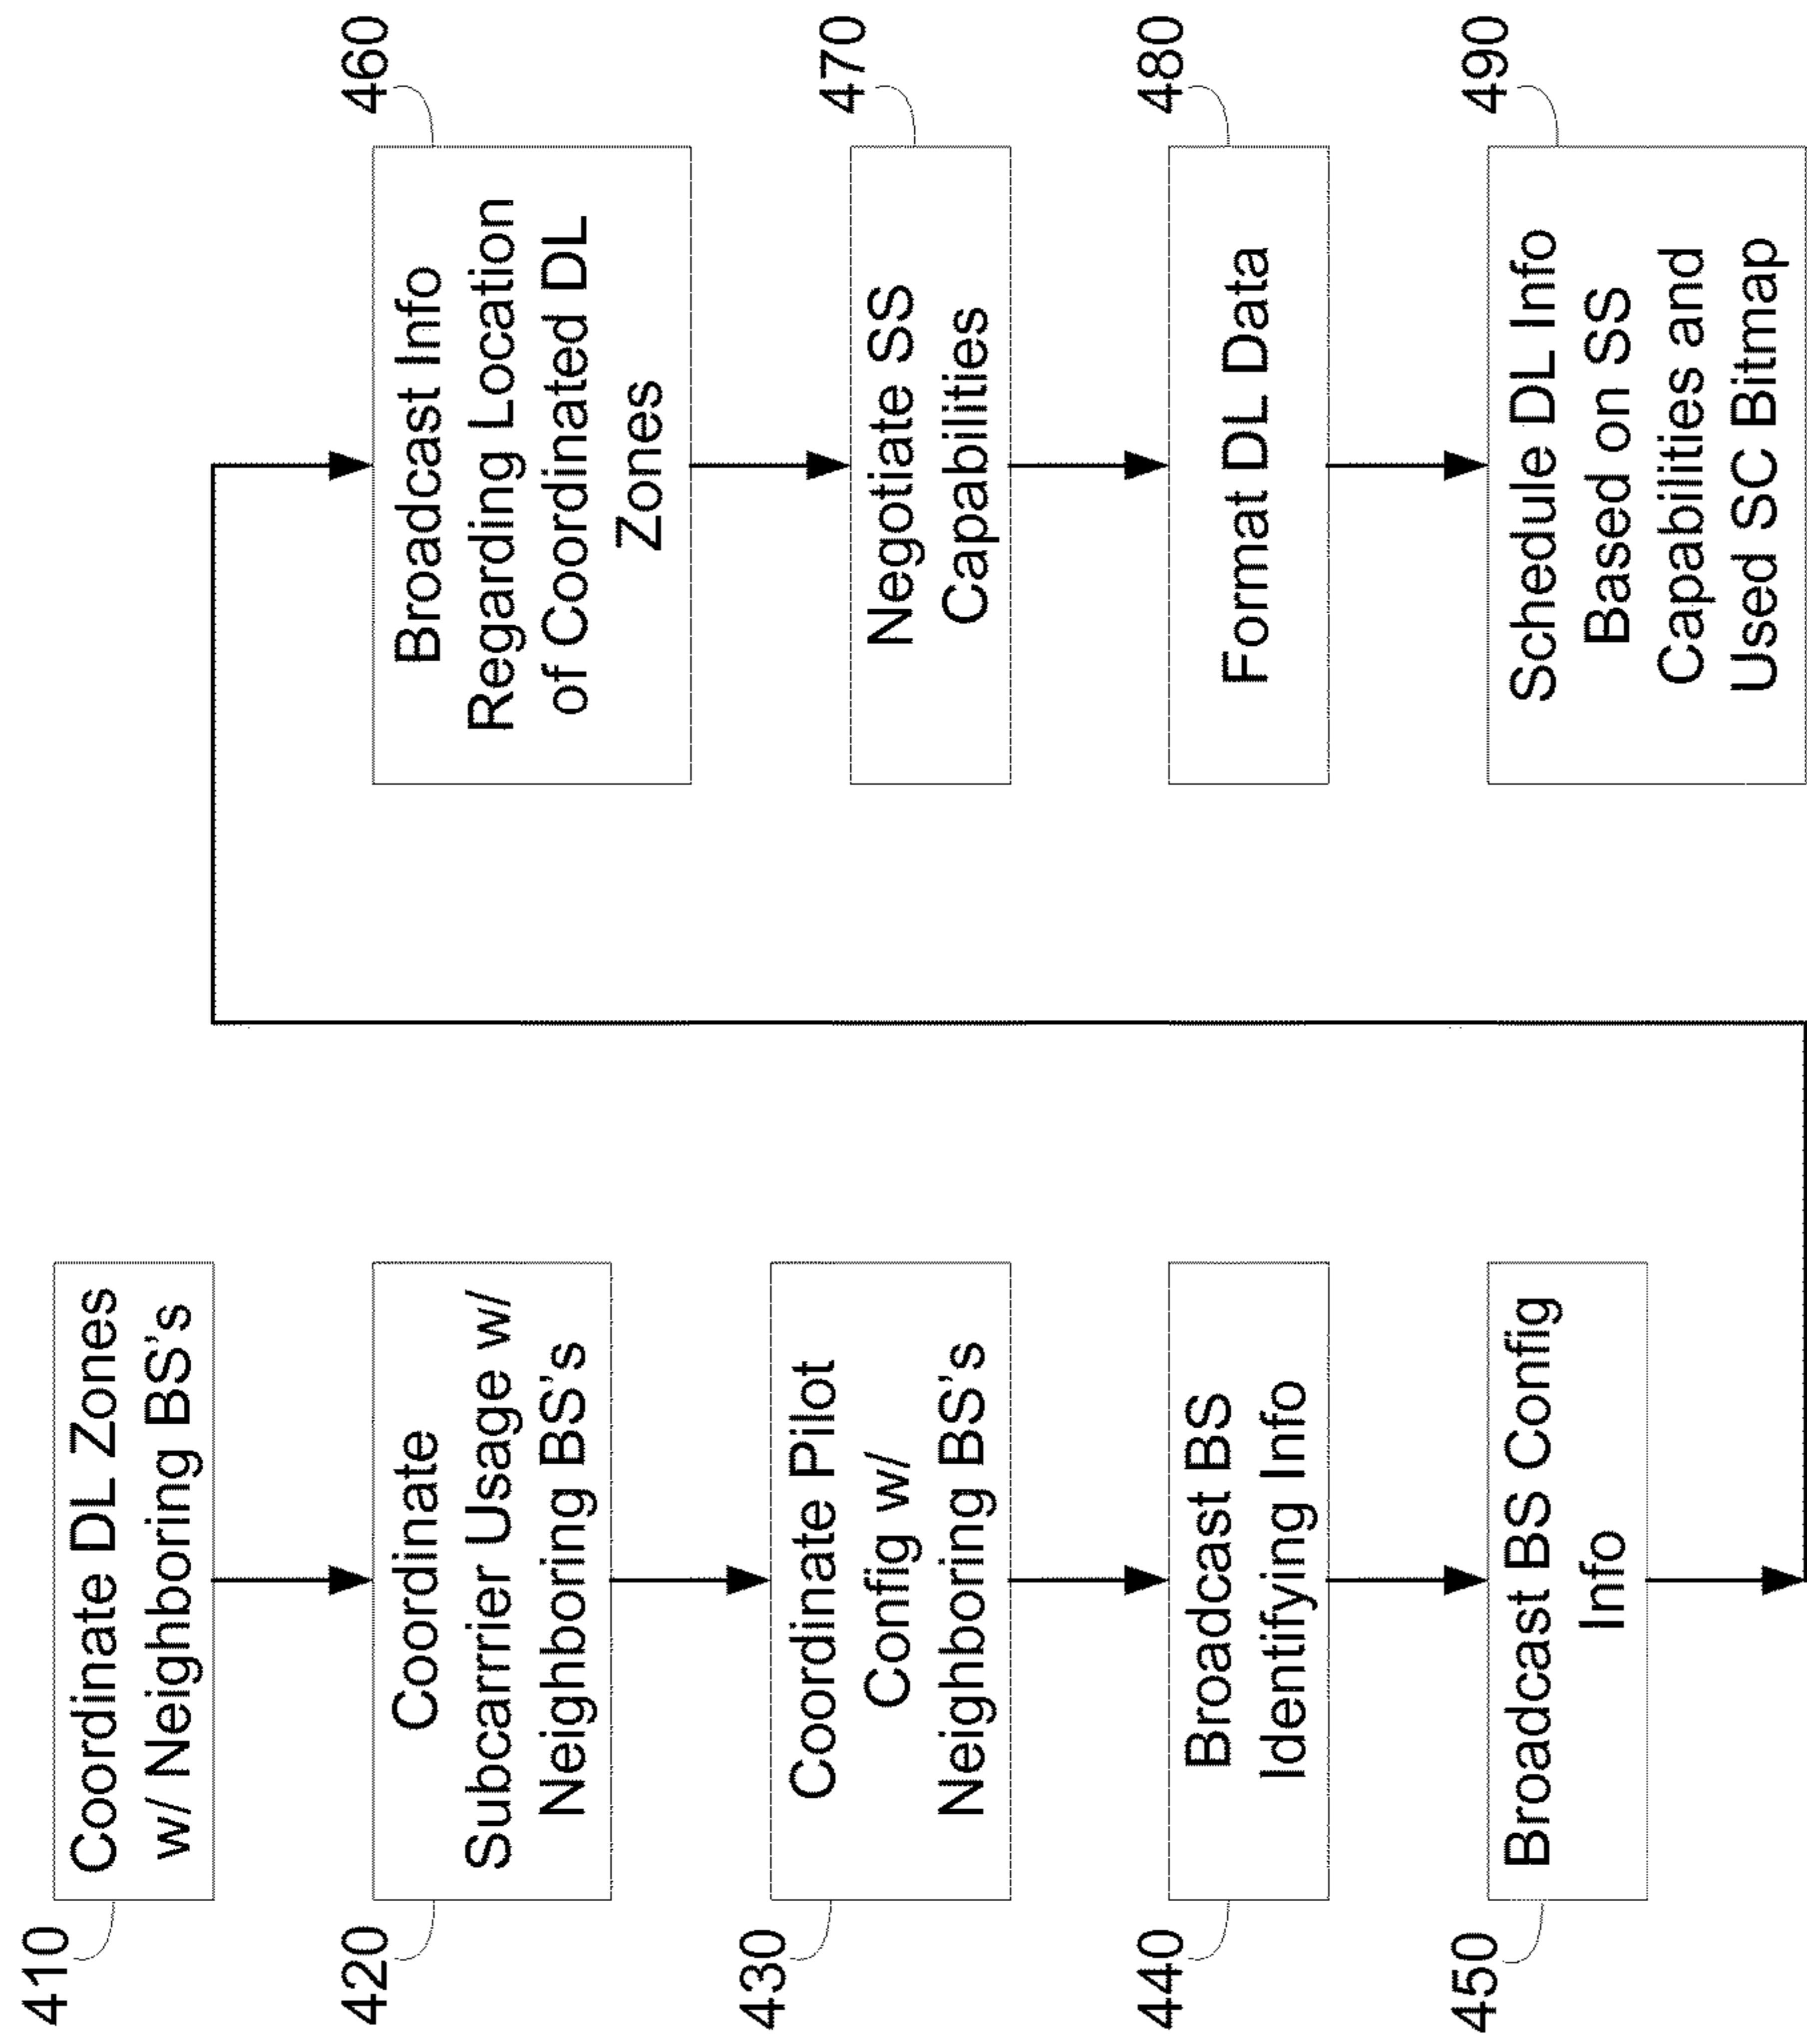 410
Coordinate DL Zones
w/ Neighboring BS's
420
Coordinate
Subcarrrier Usage w/
Neighboring BS's
430
Coordinate Pilot
Config w/
Neighboring BS's
440
Broadcast BS
Identifying Info
450
Broadcast BS Config
Info
460
Broadcast Info
Regarding Location
of Coordinated DL
Zones
470
Negotiate SS
Capabilities
480
Format DL Data
490
Schedule DL Info
Based on SS
Capabilities and
Used SC Bitmap